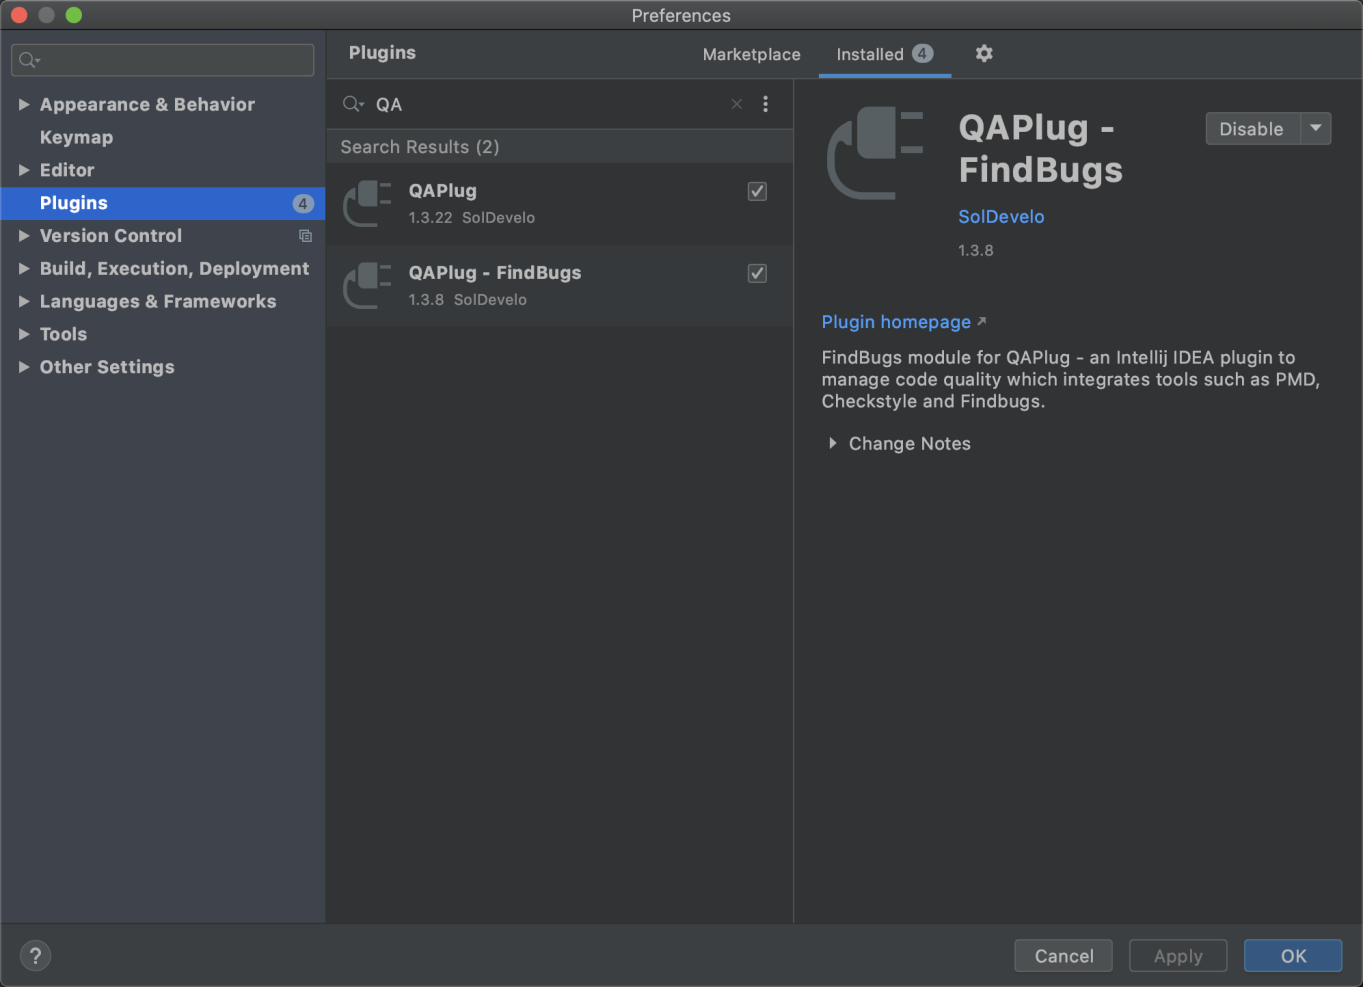 Preferences
Plugins
Marketplace
Installed 4
Appearance & Behavior
Keymap
Editor
Plugins 4
Version Control
Build, Execution, Deployment
Languages & Frameworks
Tools
Other Settings
QA
Search Results (2)
QAPlug
1.3.22 SolDevelo
QAPlug - FindBugs
1.3.8 SolDevelo
QAPlug -
FindBugs
Disable
SolDevelo
1.3.8
Plugin homepage
FindBugs module for QAPlug - an Intellij IDEA plugin to
manage code quality which integrates tools such as PMD,
Checkstyle and Findbugs.
Change Notes
?
Cancel
Apply
OK